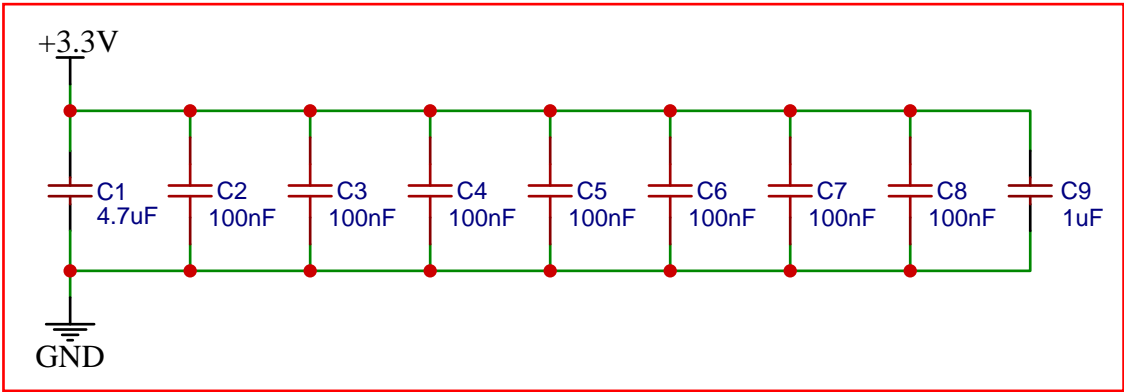 +3.3V
C1
4.7uF
C2
100nF
C3
100nF
C4
100nF
C5
100nF
C6
100nF
C7
100nF
C8
100nF
C9
1uF
GND